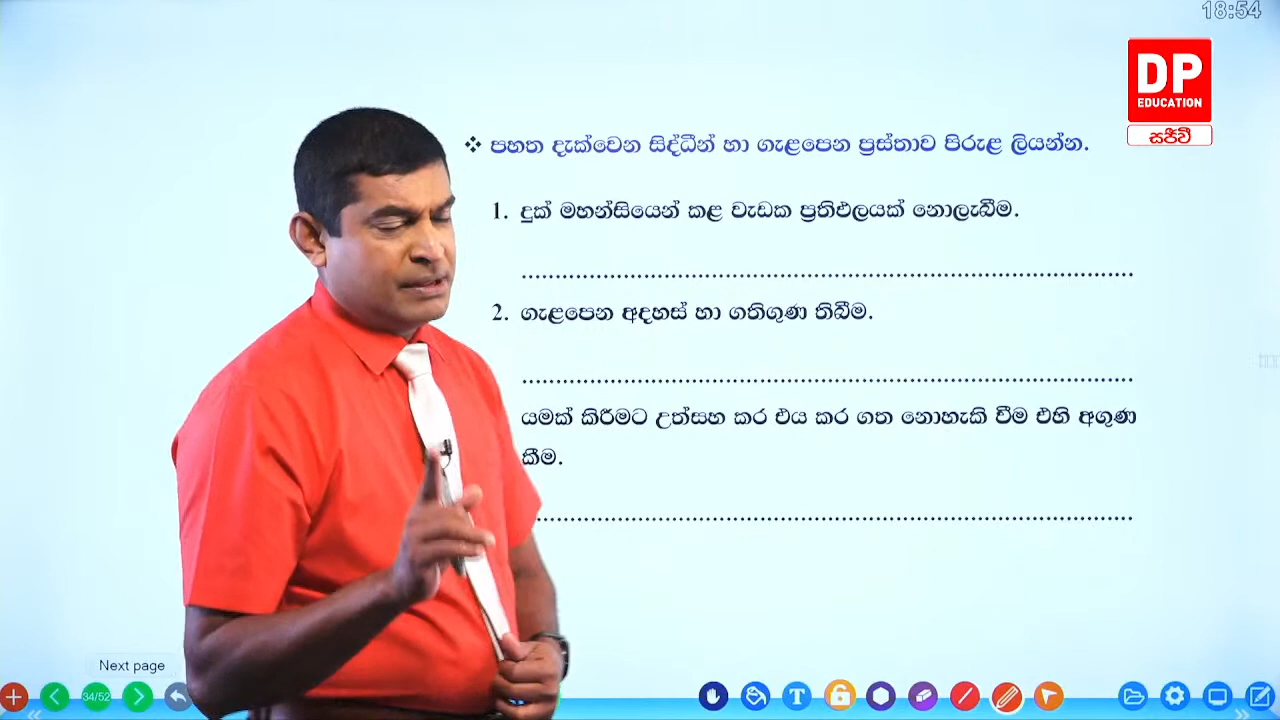 18:54
DP
EDUCATION
සජීවී
❖ පහත දැක්වෙන සිද්ධීන් හා ගැළපෙන ප්‍රස්තාව පිරුළ ලියන්න.
1. දුක් මහන්සියෙන් කළ වැඩක ප්‍රතිඵලයක් නොලැබීම.
................................................................................................
2. ගැළපෙන අදහස් හා ගතිගුණ තිබීම.
................................................................................................
යමක් කිරීමට උත්සහ කර එය කර ගත නොහැකි වීම එහි අගුණ
කීම.
................................................................................................
Next page
34/52
T